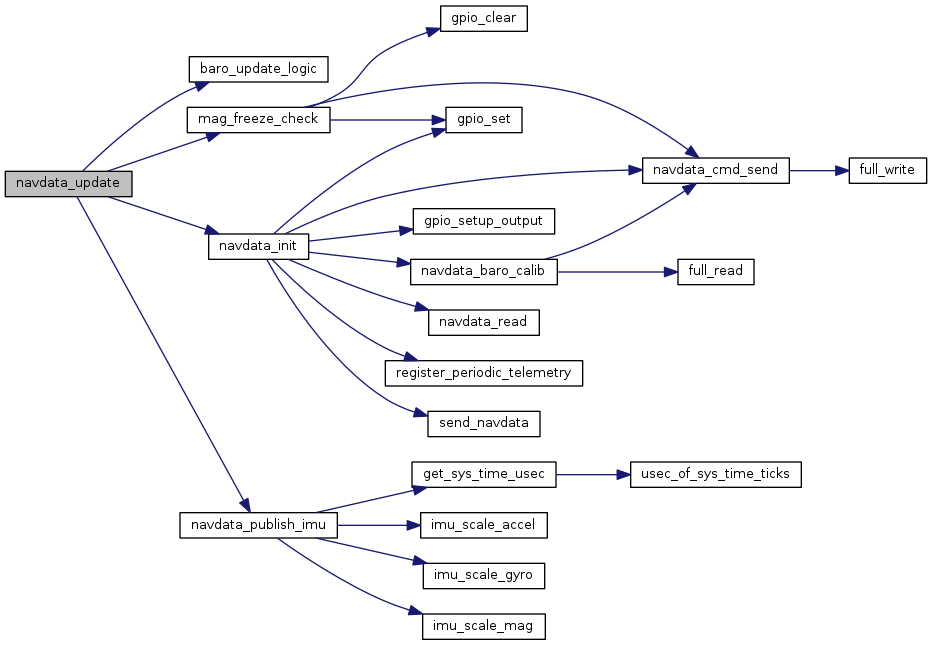 gpio_clear
baro_update_logic
mag_freeze_check
gpio_set
navdata_update
navdata_cmd_send
full_write
gpio_setup_output
navdata_init
navdata_baro_calib
full_read
navdata_read
register_periodic_telemetry
send_navdata
get_sys_time_usec
usec_of_sys_time_ticks
navdata_publish_imu
imu_scale_accel
imu_scale_gyro
imu_scale_mag